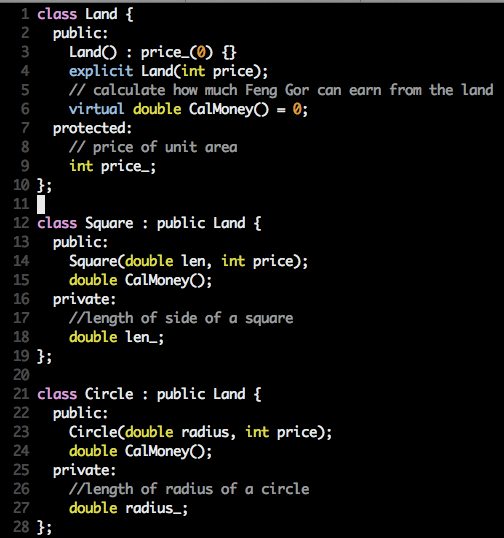 1 class Land {
2   public:
3     Land() : price_(0) {}
4     explicit Land(int price);
5     // calculate how much Feng Gor can earn from the land
6     virtual double CalMoney() = 0;
7   protected:
8     // price of unit area
9     int price_;
10 };
11
12 class Square : public Land {
13   public:
14     Square(double len, int price);
15     double CalMoney();
16   private:
17     //length of side of a square
18     double len_;
19 };
20
21 class Circle : public Land {
22   public:
23     Circle(double radius, int price);
24     double CalMoney();
25   private:
26     //length of radius of a circle
27     double radius_;
28 };